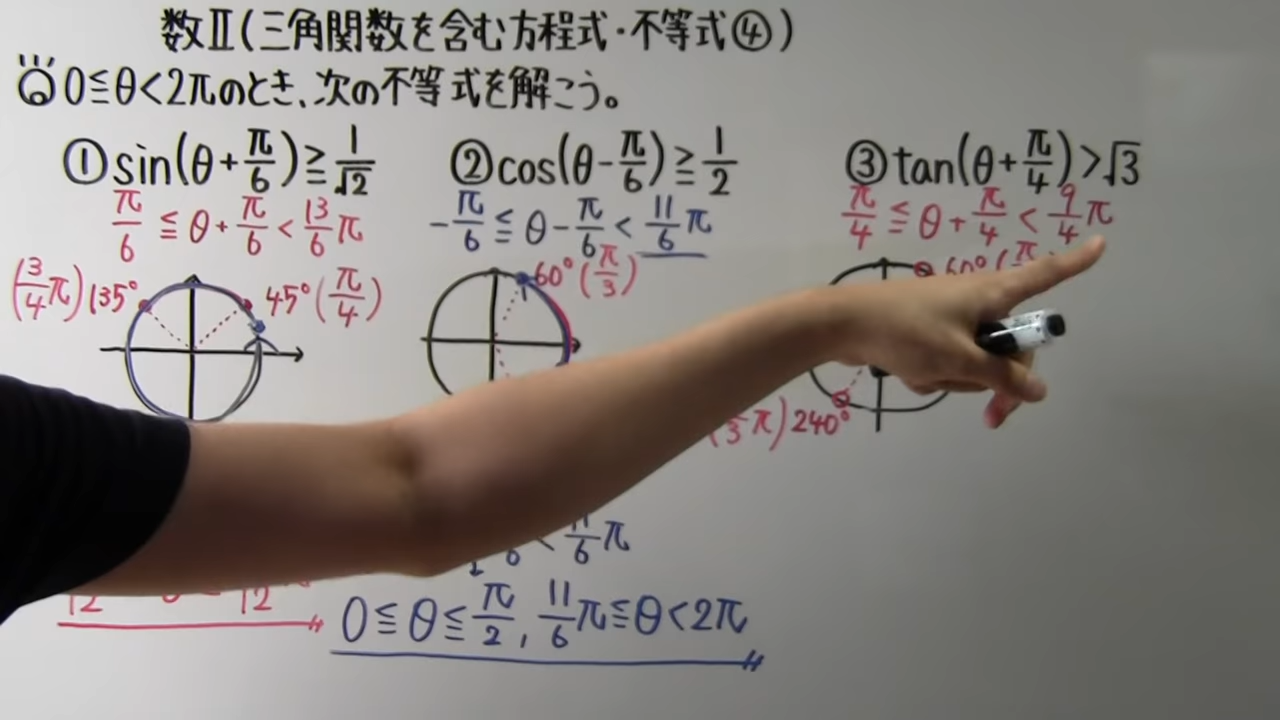 数Ⅱ(三角関数を含む方程式・不等式④)
0≦θ<2πのとき、次の不等式を解こう。
①sin(θ+π/6)≧1/√2
π/6≦θ+π/6<13/6π
(3/4π)135°
45°(π/4)
②cos(θ-π/6)≧1/2
-π/6≦θ-π/6<11/6π
60°(π/3)
11/6π
0≦θ≦π/2, 11/6π≦θ<2π
③tan(θ+π/4)>√3
π/4≦θ+π/4<9/4π
60°(π
3π)240°